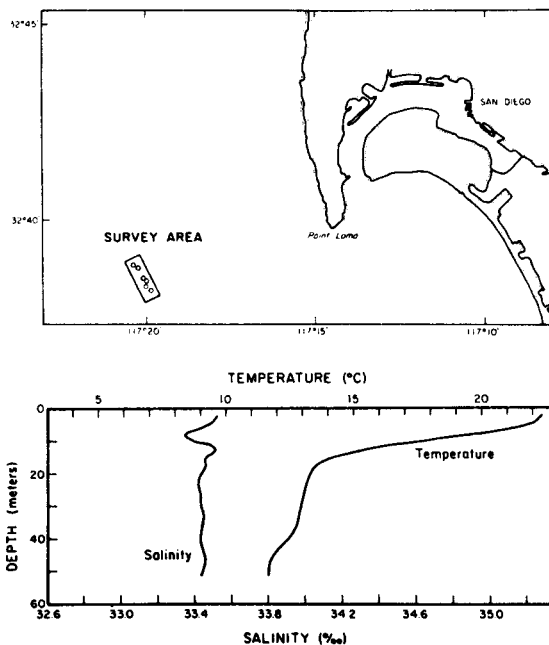 32°45'
SAN DIEGO
32°40'
Point Loma
SURVEY AREA
117°20'
117°15'
117°10'
TEMPERATURE (°C)
5 10 15 20
0
Temperature
20
DEPTH (meters)
40
Salinity
60
32.6 33.0 33.4 33.8 34.2 34.6 35.0
SALINITY (‰)